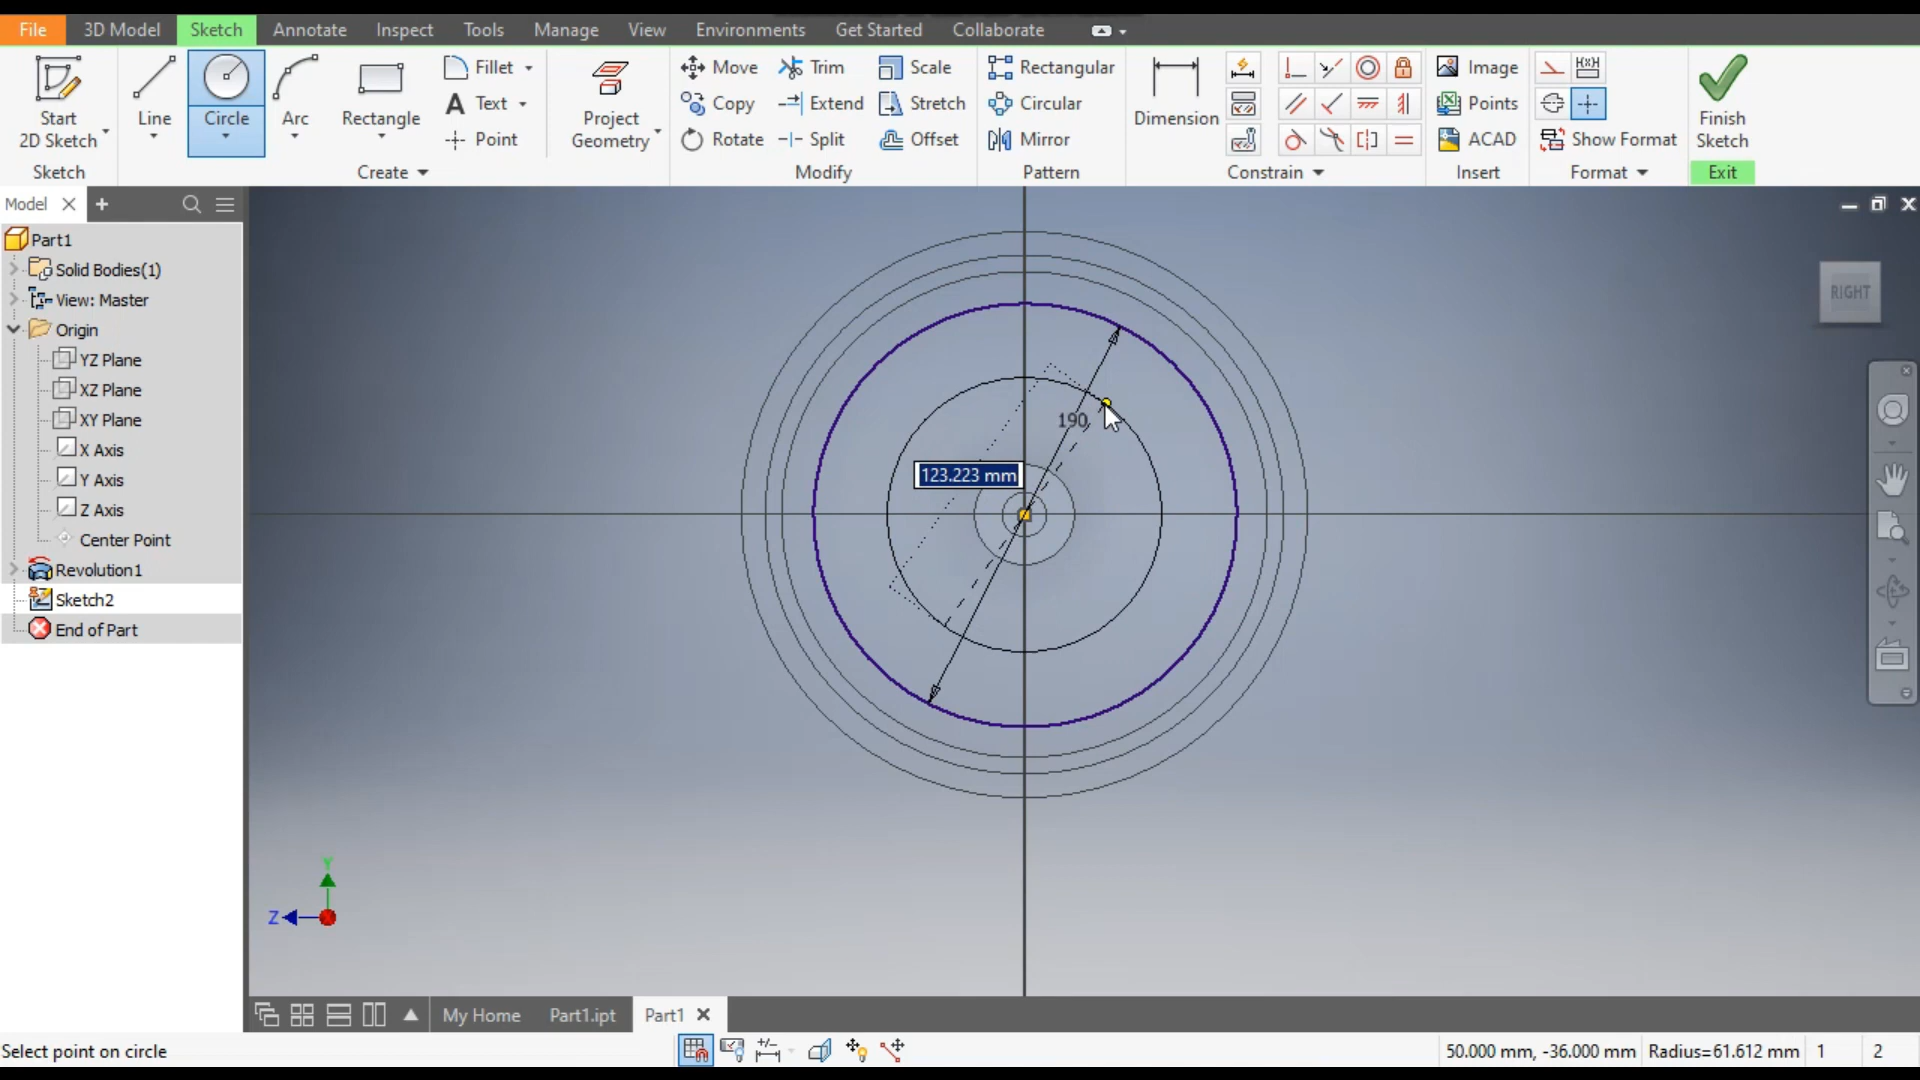 File 3D Model Sketch Annotate Inspect Tools Manage View Environments Get Started Collaborate
Fillet Move Trim Scale Rectangular Image
Text Copy Extend Stretch Circular Points
Start Line Circle Arc Rectangle Project Dimension Finish
2D Sketch Point Geometry Rotate Split Offset Mirror ACAD Show Format Sketch
Sketch Create Modify Pattern Constrain Insert Format Exit
Model
Part1
Solid Bodies(1)
View: Master
Origin
YZ Plane
XZ Plane
XY Plane
X Axis
Y Axis
Z Axis
Center Point
Revolution1
Sketch2
End of Part
RIGHT
190
123.223 mm
Y
Z
My Home Part1.ipt Part1
Select point on circle 50.000 mm, -36.000 mm Radius=61.612 mm 1 2